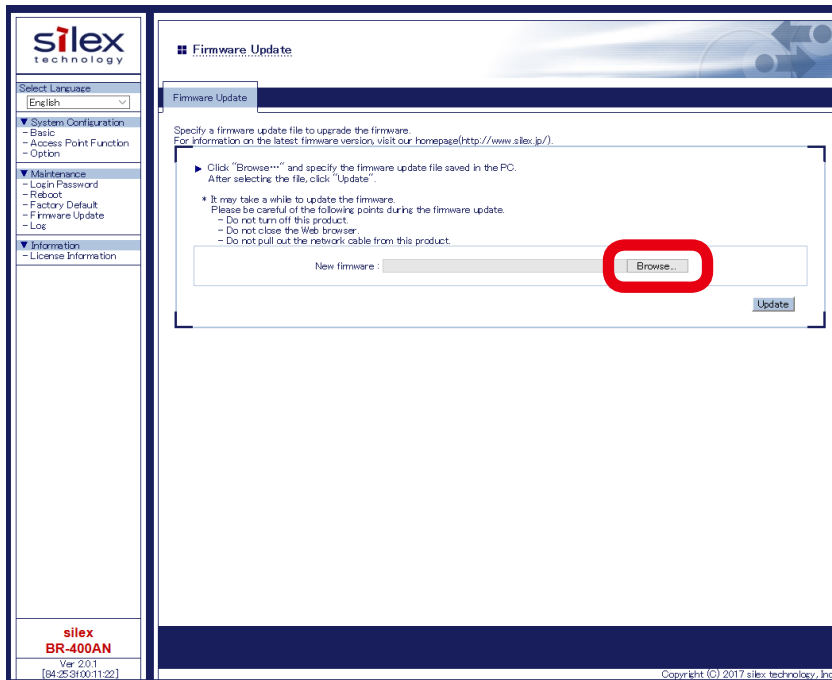 silex
technology
Select Language
English
▼ System Configuration
- Basic
- Access Point Function
- Option
▼ Maintenance
- Login Password
- Reboot
- Factory Default
- Firmware Update
- Log
▼ Information
- License Information
silex
BR-400AN
Ver 2.0.1
[84:25:3f:00:11:22]
Firmware Update
Firmware Update
Specify a firmware update file to upgrade the firmware.
For information on the latest firmware version, visit our homepage(http://www.silex.jp/).
▶ Click "Browse…" and specify the firmware update file saved in the PC.
After selecting the file, click "Update".
* It may take a while to update the firmware.
Please be careful of the following points during the firmware update.
- Do not turn off this product.
- Do not close the Web browser.
- Do not pull out the network cable from this product.
New firmware : Browse...
Update
Copyright (C) 2017 silex technology, Inc